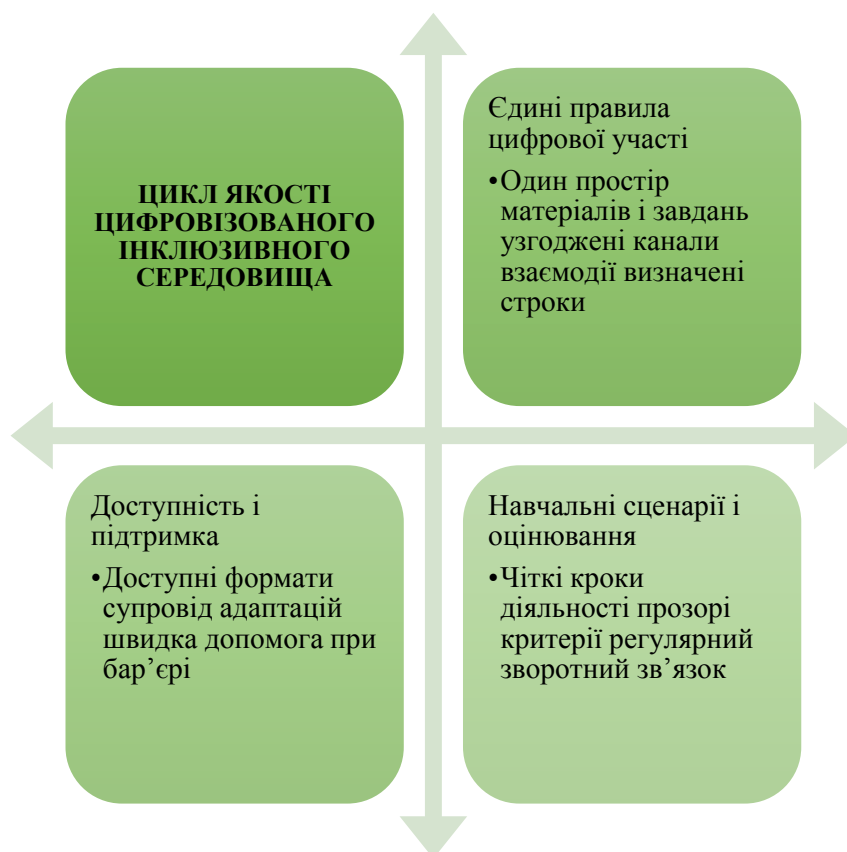 ЦИКЛ ЯКОСТІ
ЦИФРОВІЗОВАНОГО
ІНКЛЮЗИВНОГО
СЕРЕДОВИЩА
Єдині правила
цифрової участі
•Один простір
матеріалів і завдань
узгоджені канали
взаємодії визначені
строки
Доступність і
підтримка
•Доступні формати
супровід адаптацій
швидка допомога при
бар’єрі
Навчальні сценарії і
оцінювання
•Чіткі кроки
діяльності прозорі
критерії регулярний
зворотний зв’язок